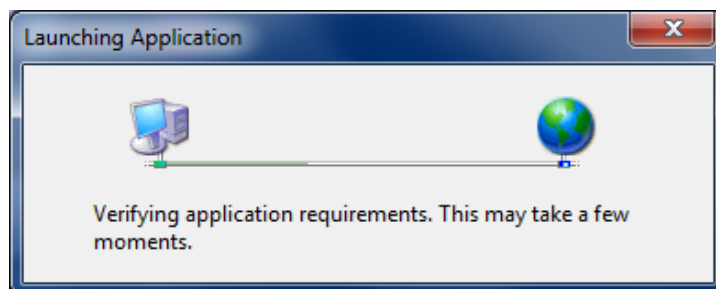 Launching Application
Verifying application requirements. This may take a few
moments.